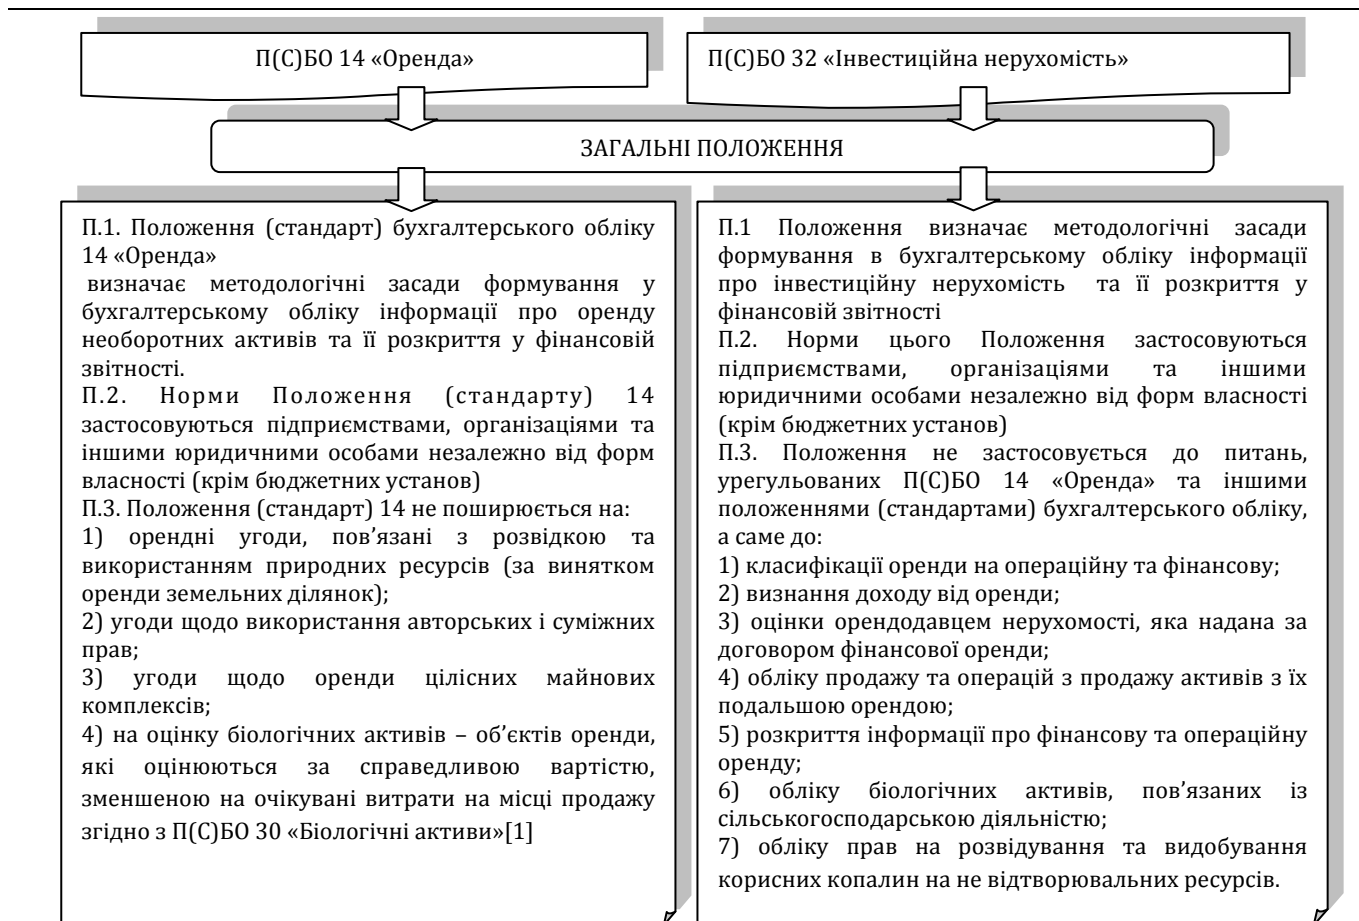 П(С)БО 14 «Оренда»
П(С)БО 32 «Інвестиційна нерухомість»
ЗАГАЛЬНІ ПОЛОЖЕННЯ
П.1. Положення (стандарт) бухгалтерського обліку
14 «Оренда»
визначає методологічні засади формування у
бухгалтерському обліку інформації про оренду
необоротних активів та її розкриття у фінансовій
звітності.
П.2. Норми Положення (стандарту) 14
застосовуються підприємствами, організаціями та
іншими юридичними особами незалежно від форм
власності (крім бюджетних установ)
П.3. Положення (стандарт) 14 не поширюється на:
1) орендні угоди, пов’язані з розвідкою та
використанням природних ресурсів (за винятком
оренди земельних ділянок);
2) угоди щодо використання авторських і суміжних
прав;
3) угоди щодо оренди цілісних майнових
комплексів;
4) на оцінку біологічних активів – об’єктів оренди,
які оцінюються за справедливою вартістю,
зменшеною на очікувані витрати на місці продажу
згідно з П(С)БО 30 «Біологічні активи»[1]
П.1 Положення визначає методологічні засади
формування в бухгалтерському обліку інформації
про інвестиційну нерухомість та її розкриття у
фінансовій звітності
П.2. Норми цього Положення застосовуються
підприємствами, організаціями та іншими
юридичними особами незалежно від форм власності
(крім бюджетних установ)
П.3. Положення не застосовується до питань,
урегульованих П(С)БО 14 «Оренда» та іншими
положеннями (стандартами) бухгалтерського обліку,
а саме до:
1) класифікації оренди на операційну та фінансову;
2) визнання доходу від оренди;
3) оцінки орендодавцем нерухомості, яка надана за
договором фінансової оренди;
4) обліку продажу та операцій з продажу активів з їх
подальшою орендою;
5) розкриття інформації про фінансову та операційну
оренду;
6) обліку біологічних активів, пов’язаних із
сільськогосподарською діяльністю;
7) обліку прав на розвідування та видобування
корисних копалин на не відтворювальних ресурсів.